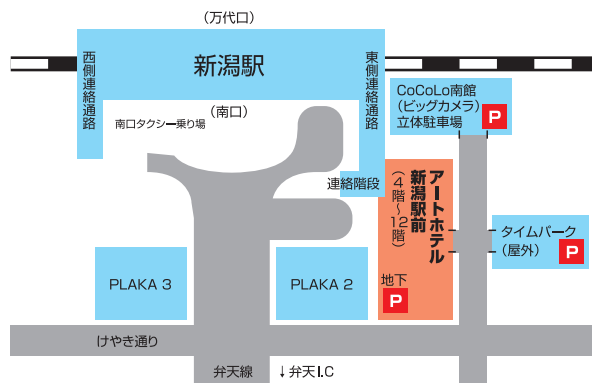 (万代口)
新潟駅
西側連絡通路
東側連絡通路
(南口)
南口タクシー乗り場
CoCoLo南館
(ビッグカメラ)
立体駐車場
P
連絡階段
アートホテル
新潟駅前
(4階~12階)
地下
P
タイムパーク
(屋外)
P
PLAKA 3
PLAKA 2
けやき通り
弁天線
↓弁天I.C